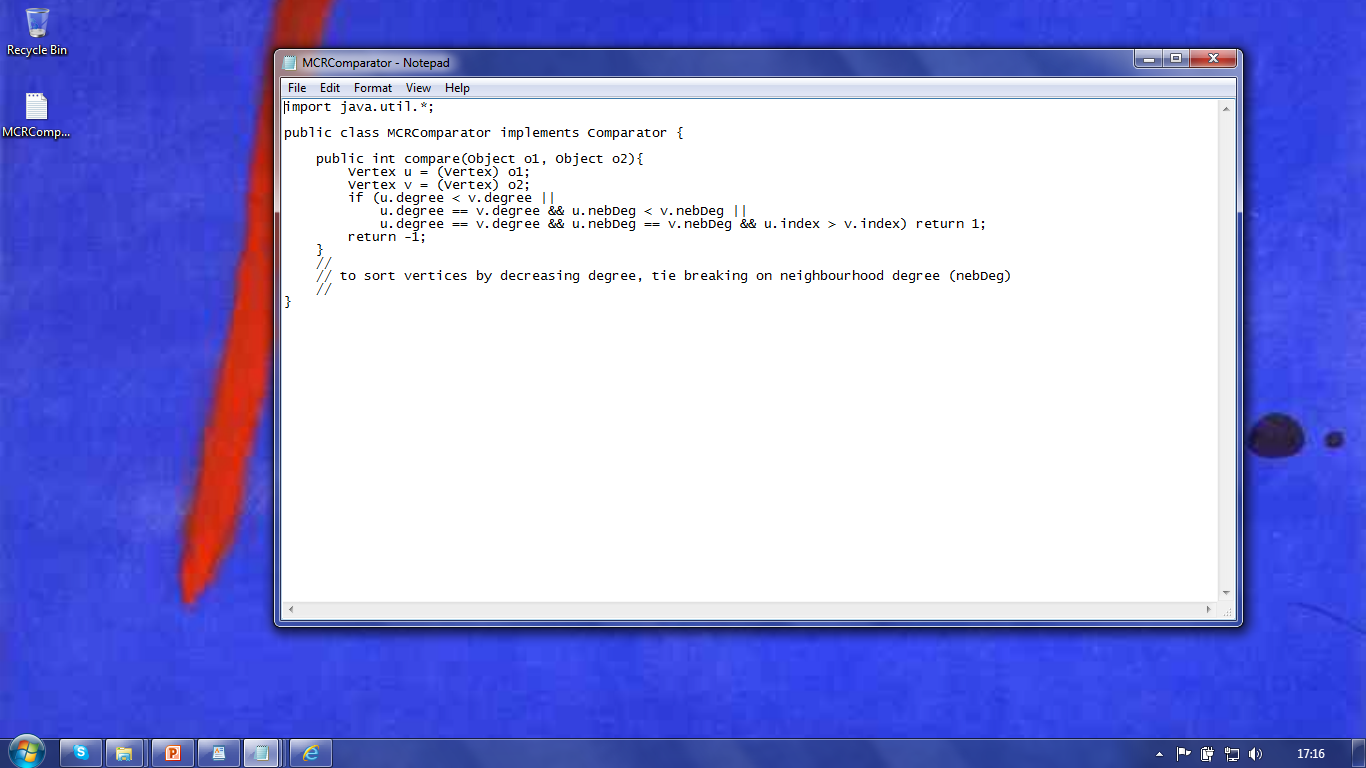 Recycle Bin
MCRComp...
MCRComparator - Notepad
File Edit Format View Help
import java.util.*;
public class MCRComparator implements Comparator {
    public int compare(Object o1, Object o2){
        Vertex u = (Vertex) o1;
        Vertex v = (Vertex) o2;
        if (u.degree < v.degree ||
            u.degree == v.degree && u.nebDeg < v.nebDeg ||
            u.degree == v.degree && u.nebDeg == v.nebDeg && u.index > v.index) return 1;
        return -1;
    }
    //
    // to sort vertices by decreasing degree, tie breaking on neighbourhood degree (nebDeg)
    //
}
17:16